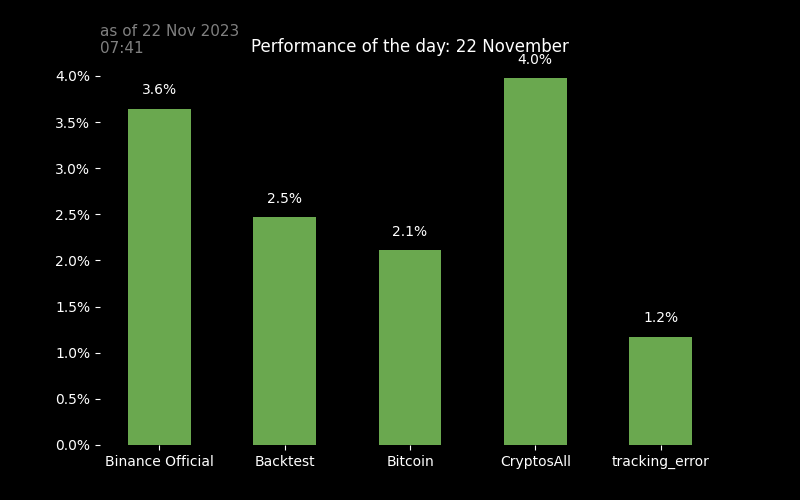 as of 22 Nov 2023
07:41
Performance of the day: 22 November
4.0%
3.5%
3.0%
2.5%
2.0%
1.5%
1.0%
0.5%
0.0%
3.6%
2.5%
2.1%
4.0%
1.2%
Binance Official
Backtest
Bitcoin
CryptosAll
tracking_error